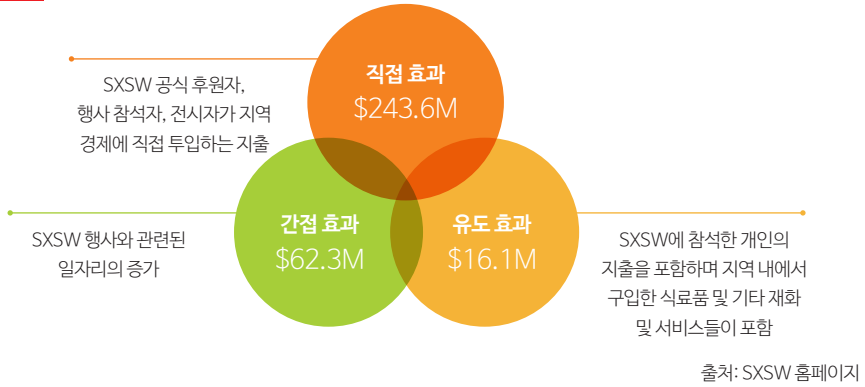 직접 효과
$243.6M
SXSW 공식 후원자,
행사 참석자, 전시자가 지역
경제에 직접 투입하는 지출
간접 효과
$62.3M
SXSW 행사와 관련된
일자리의 증가
유도 효과
$16.1M
SXSW에 참석한 개인의
지출을 포함하며 지역 내에서
구입한 식료품 및 기타 재화
및 서비스들이 포함
출처: SXSW 홈페이지